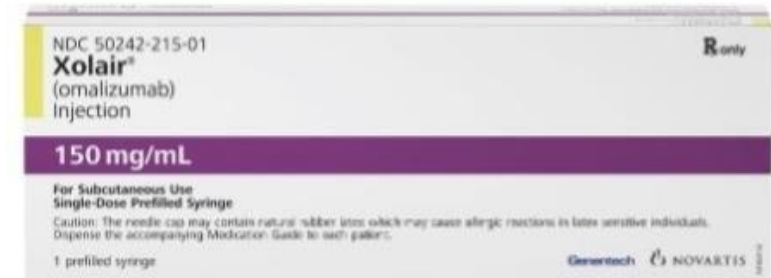 NDC 50242-215-01
Rx only
Xolair®
(omalizumab)
Injection
150 mg/mL
For Subcutaneous Use
Single-Dose Prefilled Syringe
Caution: The needle cap may contain natural rubber latex which may cause allergic reactions in latex sensitive individuals.
Dispense the accompanying Medication Guide to each patient.
1 prefilled syringe
Genentech
NOVARTIS